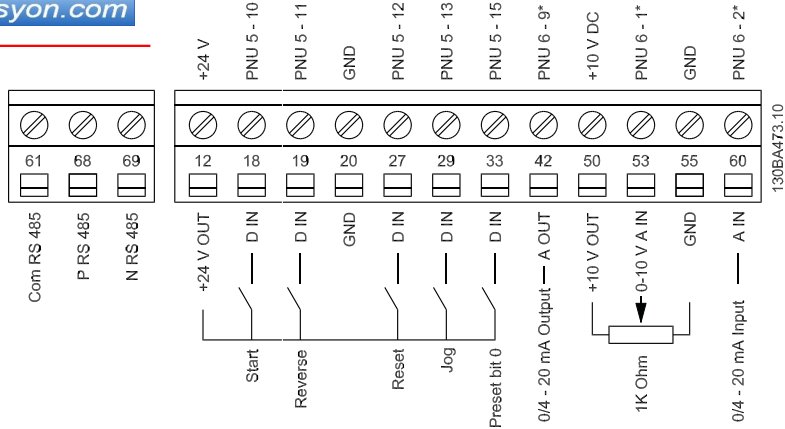 syon.com
+24 V
PNU 5 - 10
PNU 5 - 11
GND
PNU 5 - 12
PNU 5 - 13
PNU 5 - 15
PNU 6 - 9*
+10 V DC
PNU 6 - 1*
GND
PNU 6 - 2*
61 68 69 12 18 19 20 27 29 33 42 50 53 55 60
130BA473.10
Com RS 485
P RS 485
N RS 485
+24 V OUT
D IN
D IN
GND
D IN
D IN
D IN
0/4 - 20 mA Output A OUT
+10 V OUT
0-10 V A IN
GND
0/4 - 20 mA Input A IN
Start
Reverse
Reset
Jog
Preset bit 0
1K Ohm